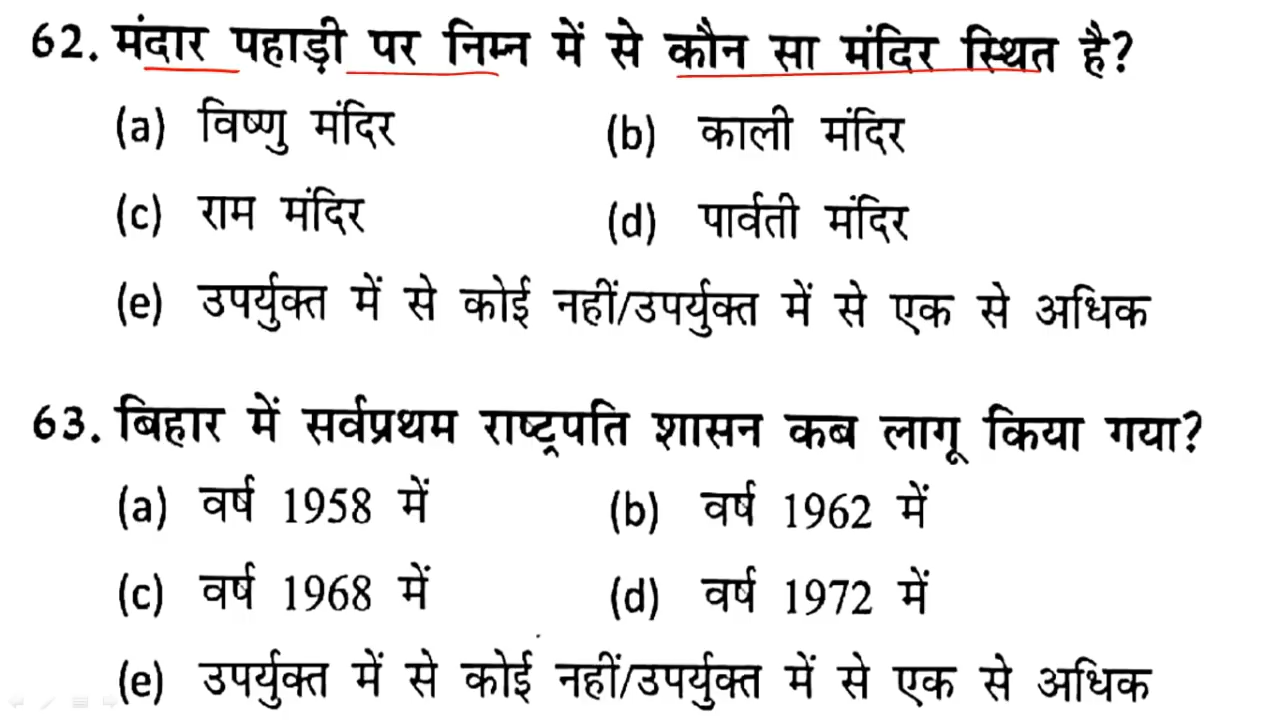 62. मंदार पहाड़ी पर निम्न में से कौन सा मंदिर स्थित है?
(a) विष्णु मंदिर (b) काली मंदिर
(c) राम मंदिर (d) पार्वती मंदिर
(e) उपर्युक्त में से कोई नहीं/उपर्युक्त में से एक से अधिक
63. बिहार में सर्वप्रथम राष्ट्रपति शासन कब लागू किया गया?
(a) वर्ष 1958 में (b) वर्ष 1962 में
(c) वर्ष 1968 में (d) वर्ष 1972 में
(e) उपर्युक्त में से कोई नहीं/उपर्युक्त में से एक से अधिक